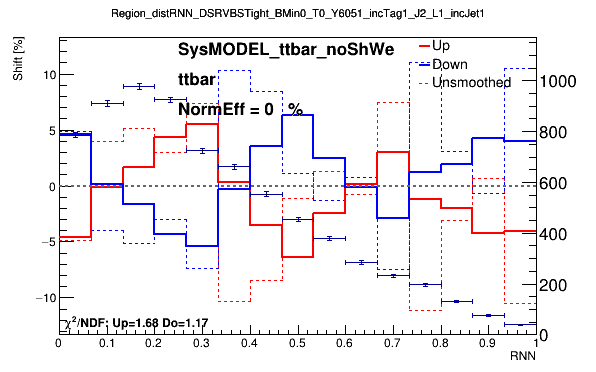 Region_distRNN_DSRVBSTight_BMin0_T0_Y6051_incTag1_J2_L1_incJet1
Shift [%]
SysMODEL_ttbar_noShWe
ttbar
NormEff = 0 %
Up
Down
Unsmoothed
10
5
0
−5
−10
1000
800
600
400
200
0
χ²/NDF: Up=1.68 Do=1.17
0 0.1 0.2 0.3 0.4 0.5 0.6 0.7 0.8 0.9 1
RNN